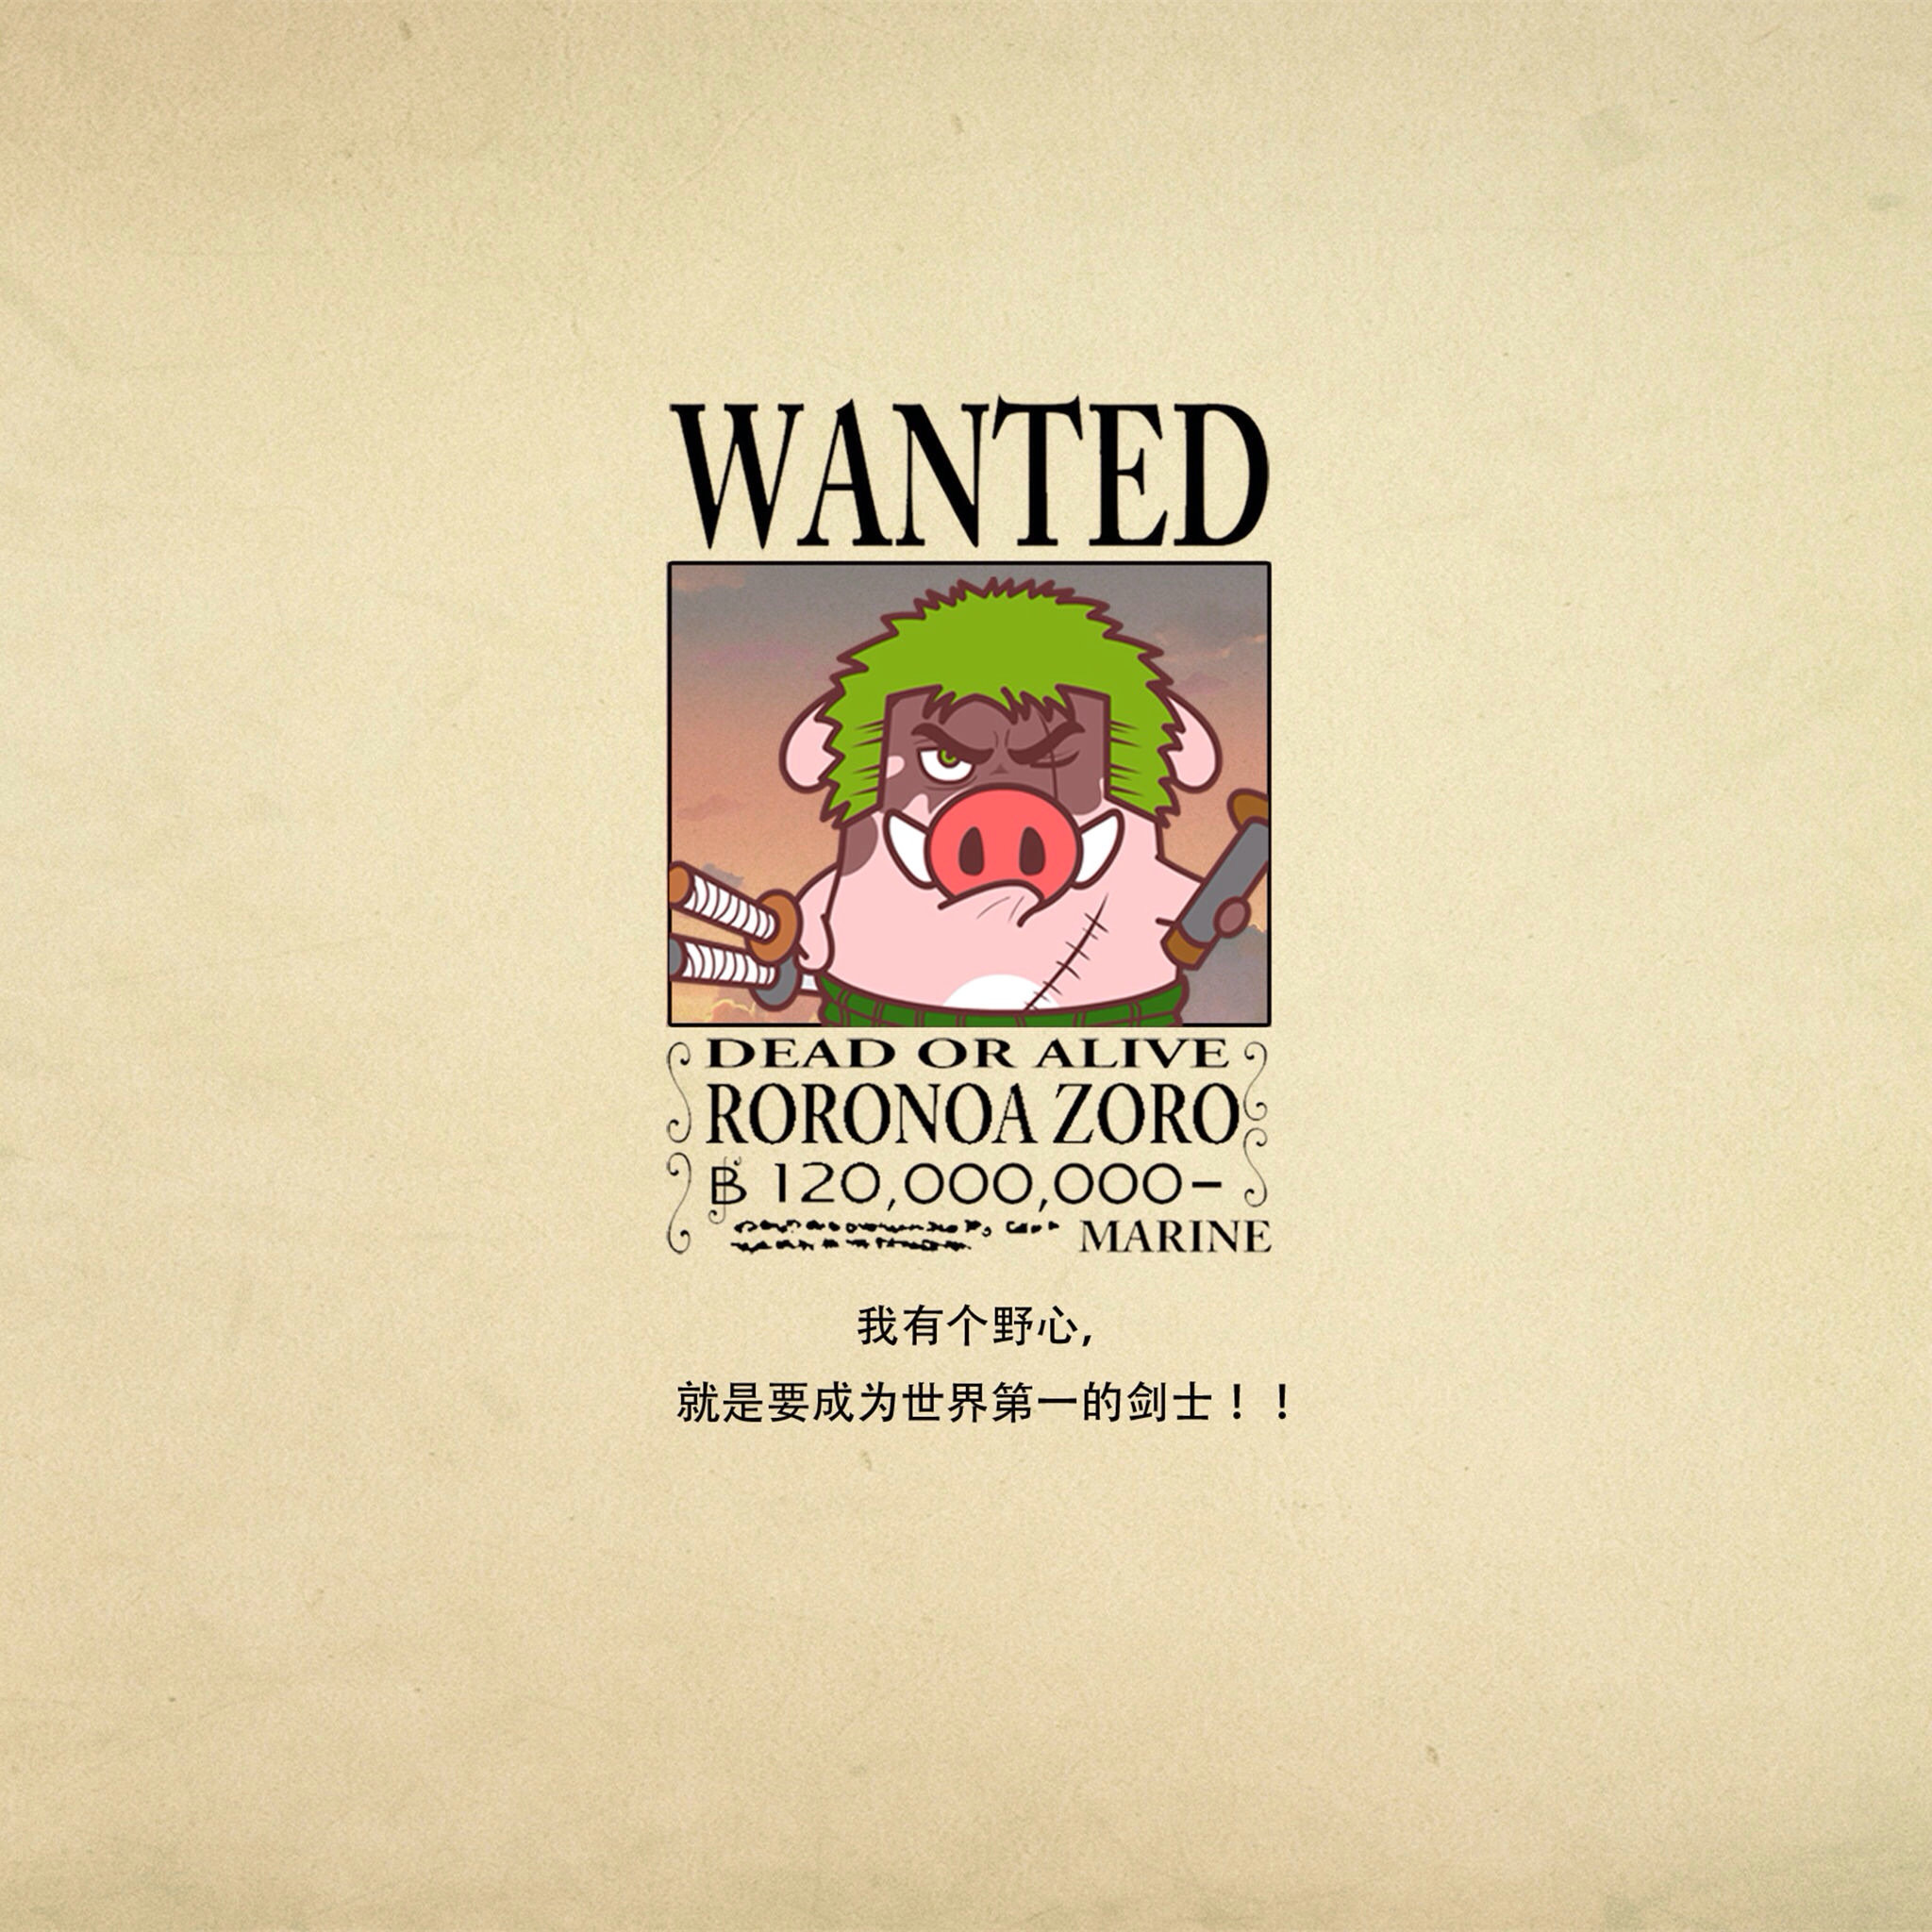 WANTED
DEAD OR ALIVE
RORONOA ZORO
฿ 120,000,000-
MARINE
我有个野心,
就是要成为世界第一的剑士！！